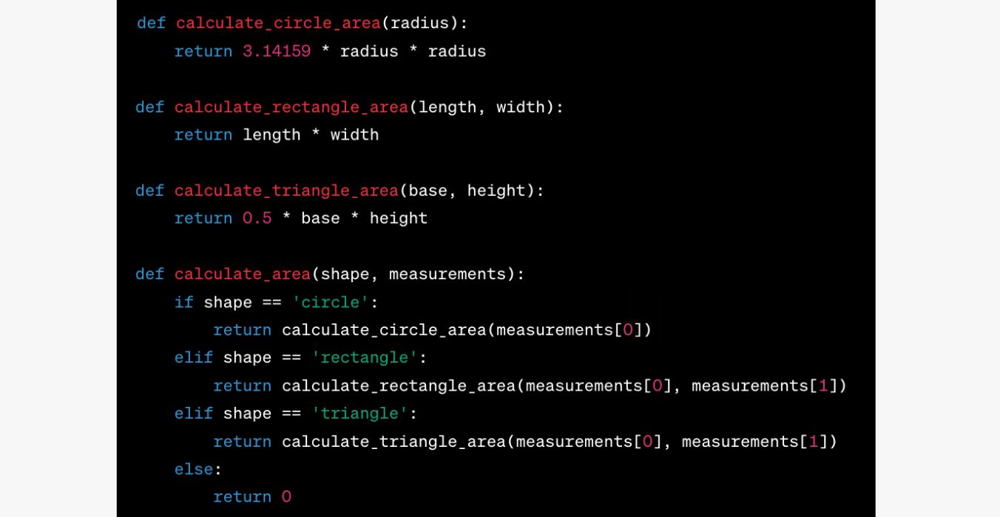 def calculate_circle_area(radius):
    return 3.14159 * radius * radius

def calculate_rectangle_area(length, width):
    return length * width

def calculate_triangle_area(base, height):
    return 0.5 * base * height

def calculate_area(shape, measurements):
    if shape == 'circle':
        return calculate_circle_area(measurements[0])
    elif shape == 'rectangle':
        return calculate_rectangle_area(measurements[0], measurements[1])
    elif shape == 'triangle':
        return calculate_triangle_area(measurements[0], measurements[1])
    else:
        return 0